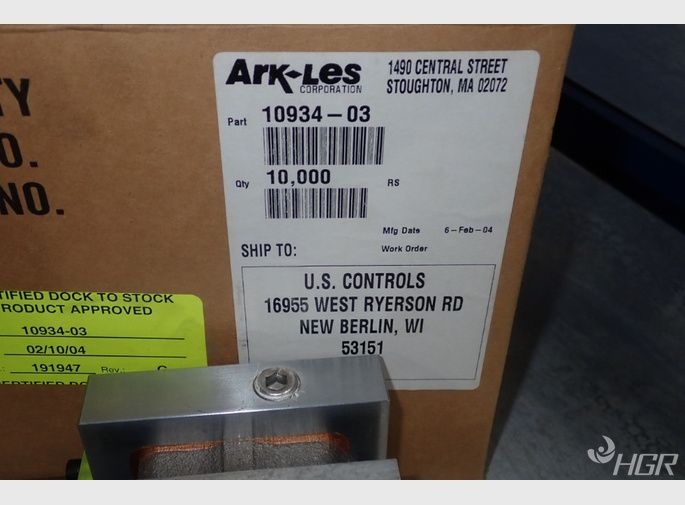 TY
O.
NO.
ARK-LES
CORPORATION
1490 CENTRAL STREET
STOUGHTON, MA 02072
Part 10934-03
Qty 10,000 RS
Mfg Date 6-Feb-04
SHIP TO: Work Order
U.S. CONTROLS
16955 WEST RYERSON RD
NEW BERLIN, WI
53151
TIFIED DOCK TO STOCK
RODUCT APPROVED
10934-03
02/10/04
.: 191947 Rev.: C
HGR